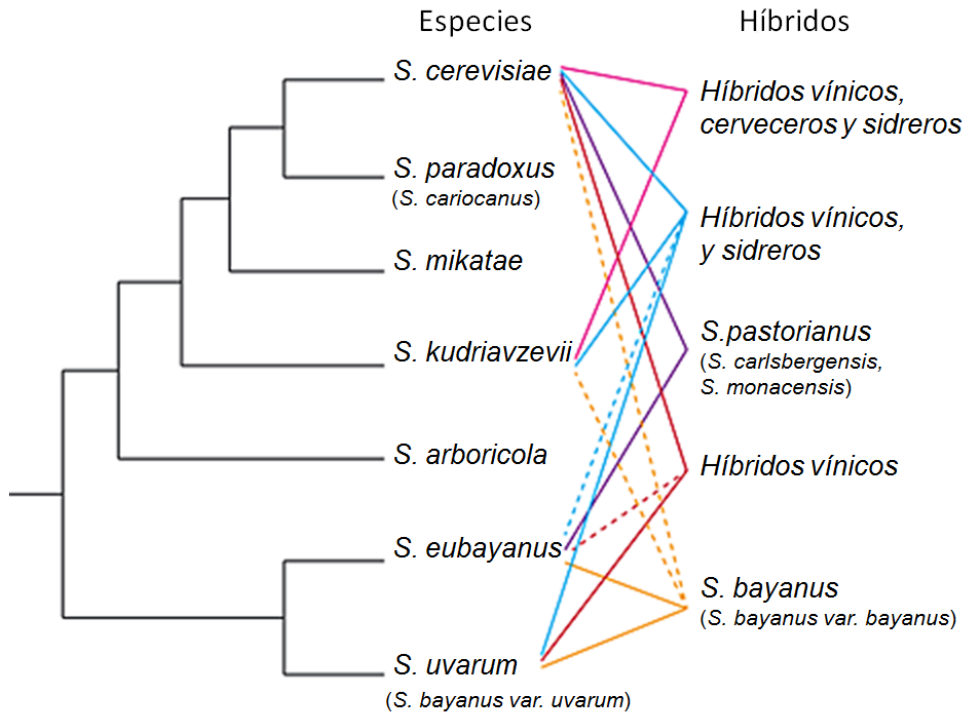 Especies
S. cerevisiae
S. paradoxus
(S. cariocanus)
S. mikatae
S. kudriavzevii
S. arboricola
S. eubayanus
S. uvarum
(S. bayanus var. uvarum)
Híbridos
Híbridos vínicos,
cerveceros y sidreros
Híbridos vínicos,
y sidreros
S.pastorianus
(S. carlsbergensis,
S. monacensis)
Híbridos vínicos
S. bayanus
(S. bayanus var. bayanus)